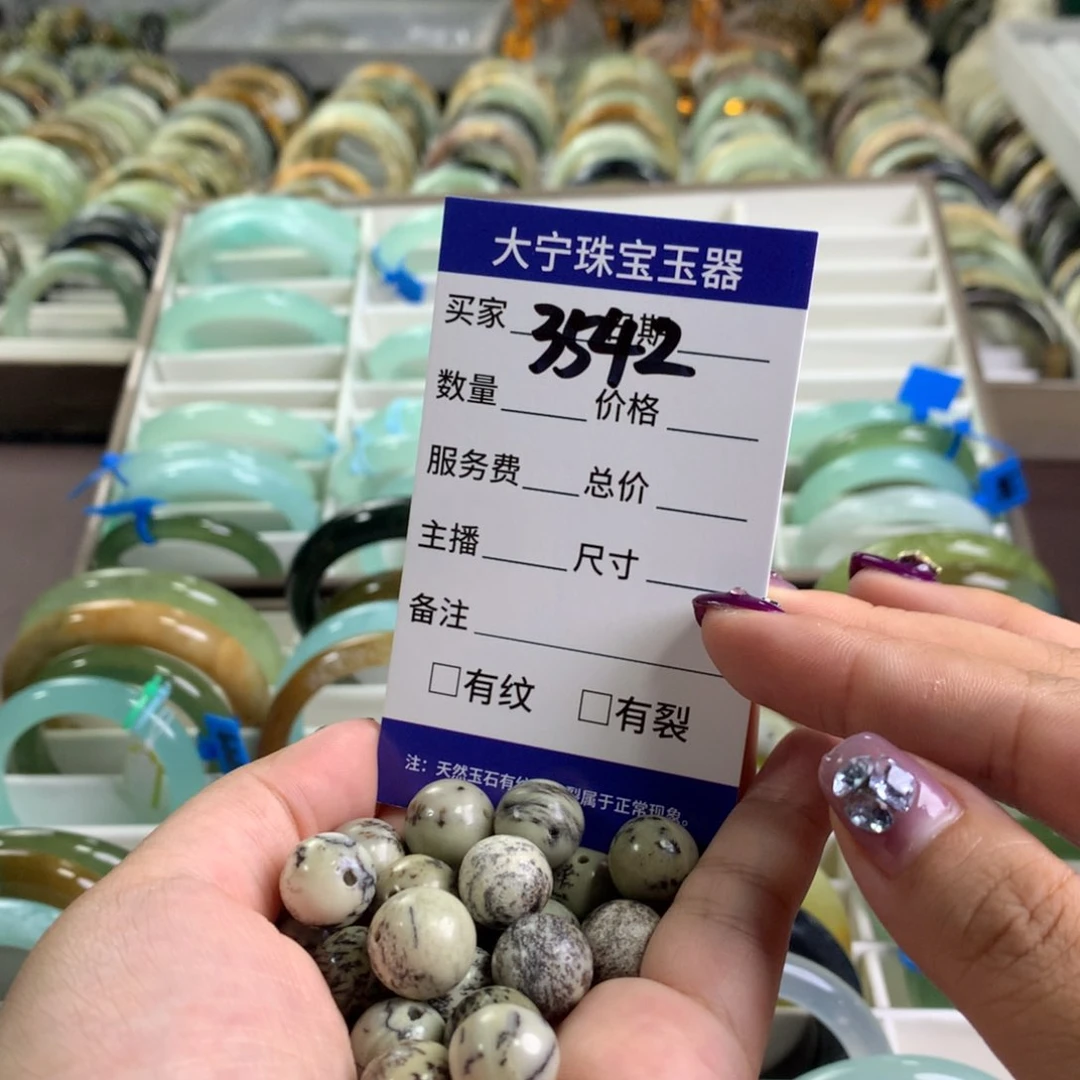 大宁珠宝玉器
买家 3542 日期
数量 价格
服务费 总价
主播 尺寸
备注
□有纹 □有裂
注：天然玉石有纹 裂属于正常现象。